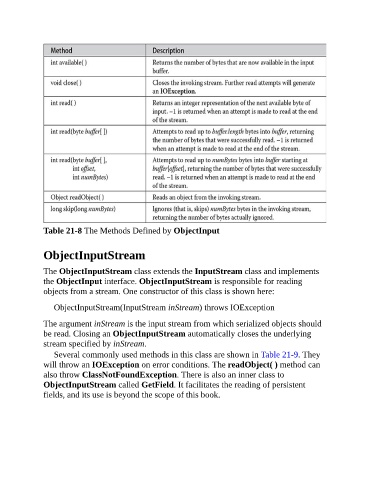 Method Description
int available( ) Returns the number of bytes that are now available in the input
buffer.
void close( ) Closes the invoking stream. Further read attempts will generate
an IOException.
int read( ) Returns an integer representation of the next available byte of
input. −1 is returned when an attempt is made to read at the end
of the stream.
int read(byte buffer[ ]) Attempts to read up to buffer.length bytes into buffer, returning
the number of bytes that were successfully read. −1 is returned
when an attempt is made to read at the end of the stream.
int read(byte buffer[ ], Attempts to read up to numBytes bytes into buffer starting at
int offset, buffer[offset], returning the number of bytes that were successfully
int numBytes) read. −1 is returned when an attempt is made to read at the end
of the stream.
Object readObject( ) Reads an object from the invoking stream.
long skip(long numBytes) Ignores (that is, skips) numBytes bytes in the invoking stream,
returning the number of bytes actually ignored.
Table 21-8 The Methods Defined by ObjectInput
ObjectInputStream
The ObjectInputStream class extends the InputStream class and implements
the ObjectInput interface. ObjectInputStream is responsible for reading
objects from a stream. One constructor of this class is shown here:
ObjectInputStream(InputStream inStream) throws IOException
The argument inStream is the input stream from which serialized objects should
be read. Closing an ObjectInputStream automatically closes the underlying
stream specified by inStream.
Several commonly used methods in this class are shown in Table 21-9. They
will throw an IOException on error conditions. The readObject( ) method can
also throw ClassNotFoundException. There is also an inner class to
ObjectInputStream called GetField. It facilitates the reading of persistent
fields, and its use is beyond the scope of this book.